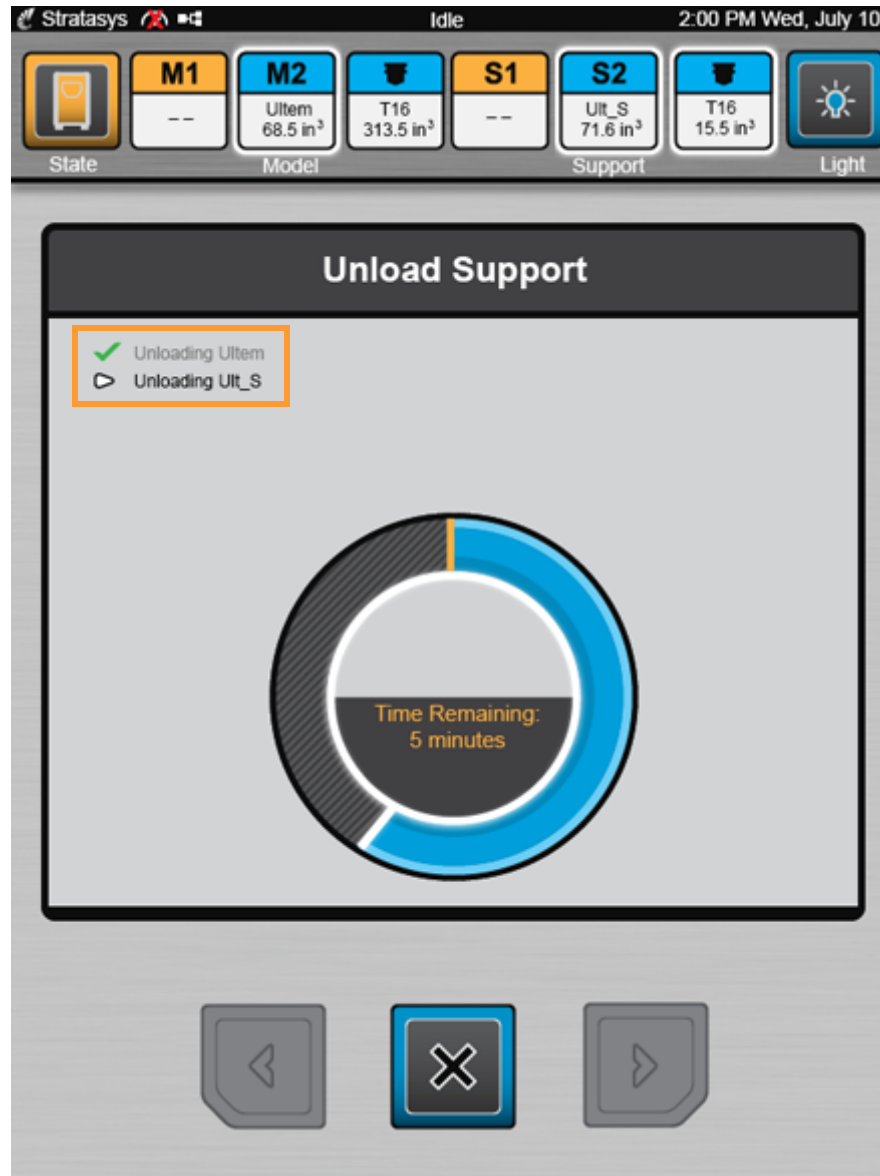 Stratasys Idle 2:00 PM Wed, July 10
M1 M2 S1 S2
-- Ultem T16 -- Ult_S T16
68.5 in³ 313.5 in³ 71.6 in³ 15.5 in³
State Model Support Light
Unload Support
Unloading Ultem
Unloading Ult_S
Time Remaining:
5 minutes